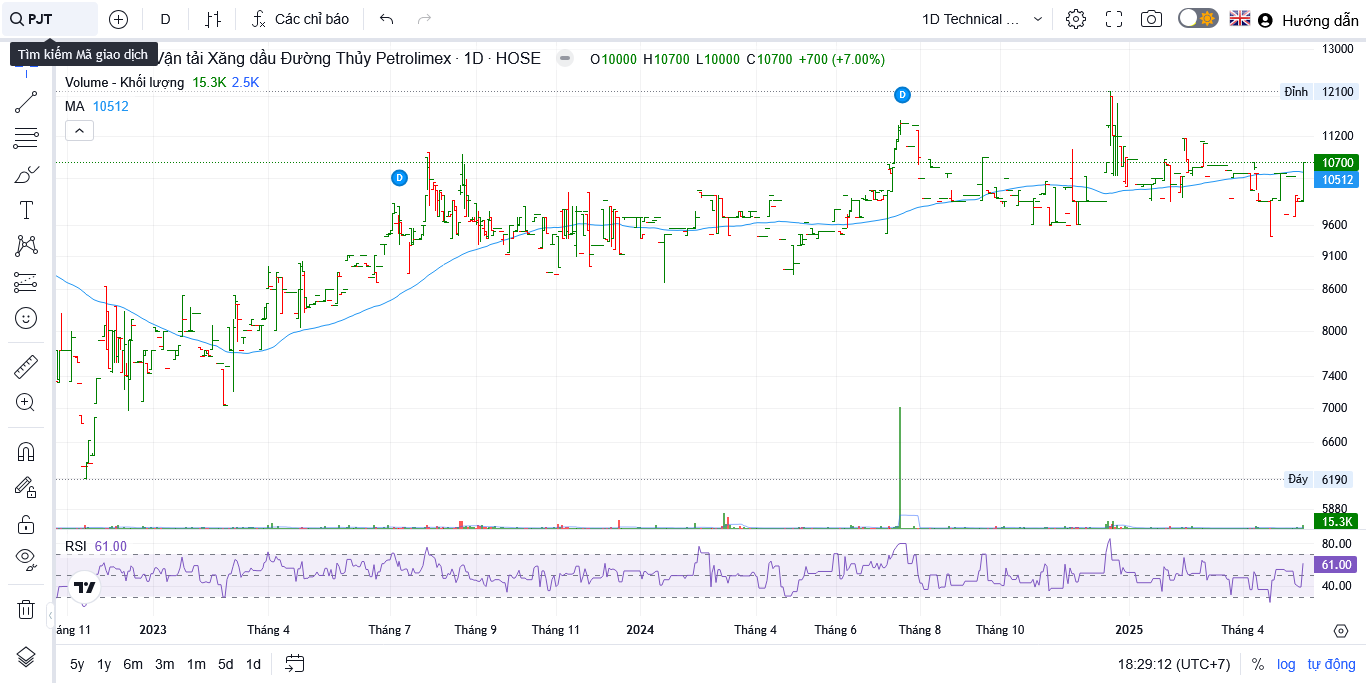 PJT
D
Các chỉ báo
1D Technical ...
Hướng dẫn
Tìm kiếm Mã giao dịch
Vận tải Xăng dầu Đường Thủy Petrolimex · 1D · HOSE
O10000 H10700 L10000 C10700 +700 (+7.00%)
Volume - Khối lượng 15.3K 2.5K
MA 10512
D
D
13000
Đỉnh 12100
11200
10700
10512
9600
9100
8600
8000
7400
7000
6600
Đáy 6190
5880
15.3K
RSI 61.00
80.00
61.00
40.00
áng 11
2023
Tháng 4
Tháng 7
Tháng 9
Tháng 11
2024
Tháng 4
Tháng 6
Tháng 8
Tháng 10
2025
Tháng 4
5y 1y 6m 3m 1m 5d 1d
18:29:12 (UTC+7)
% log tự động